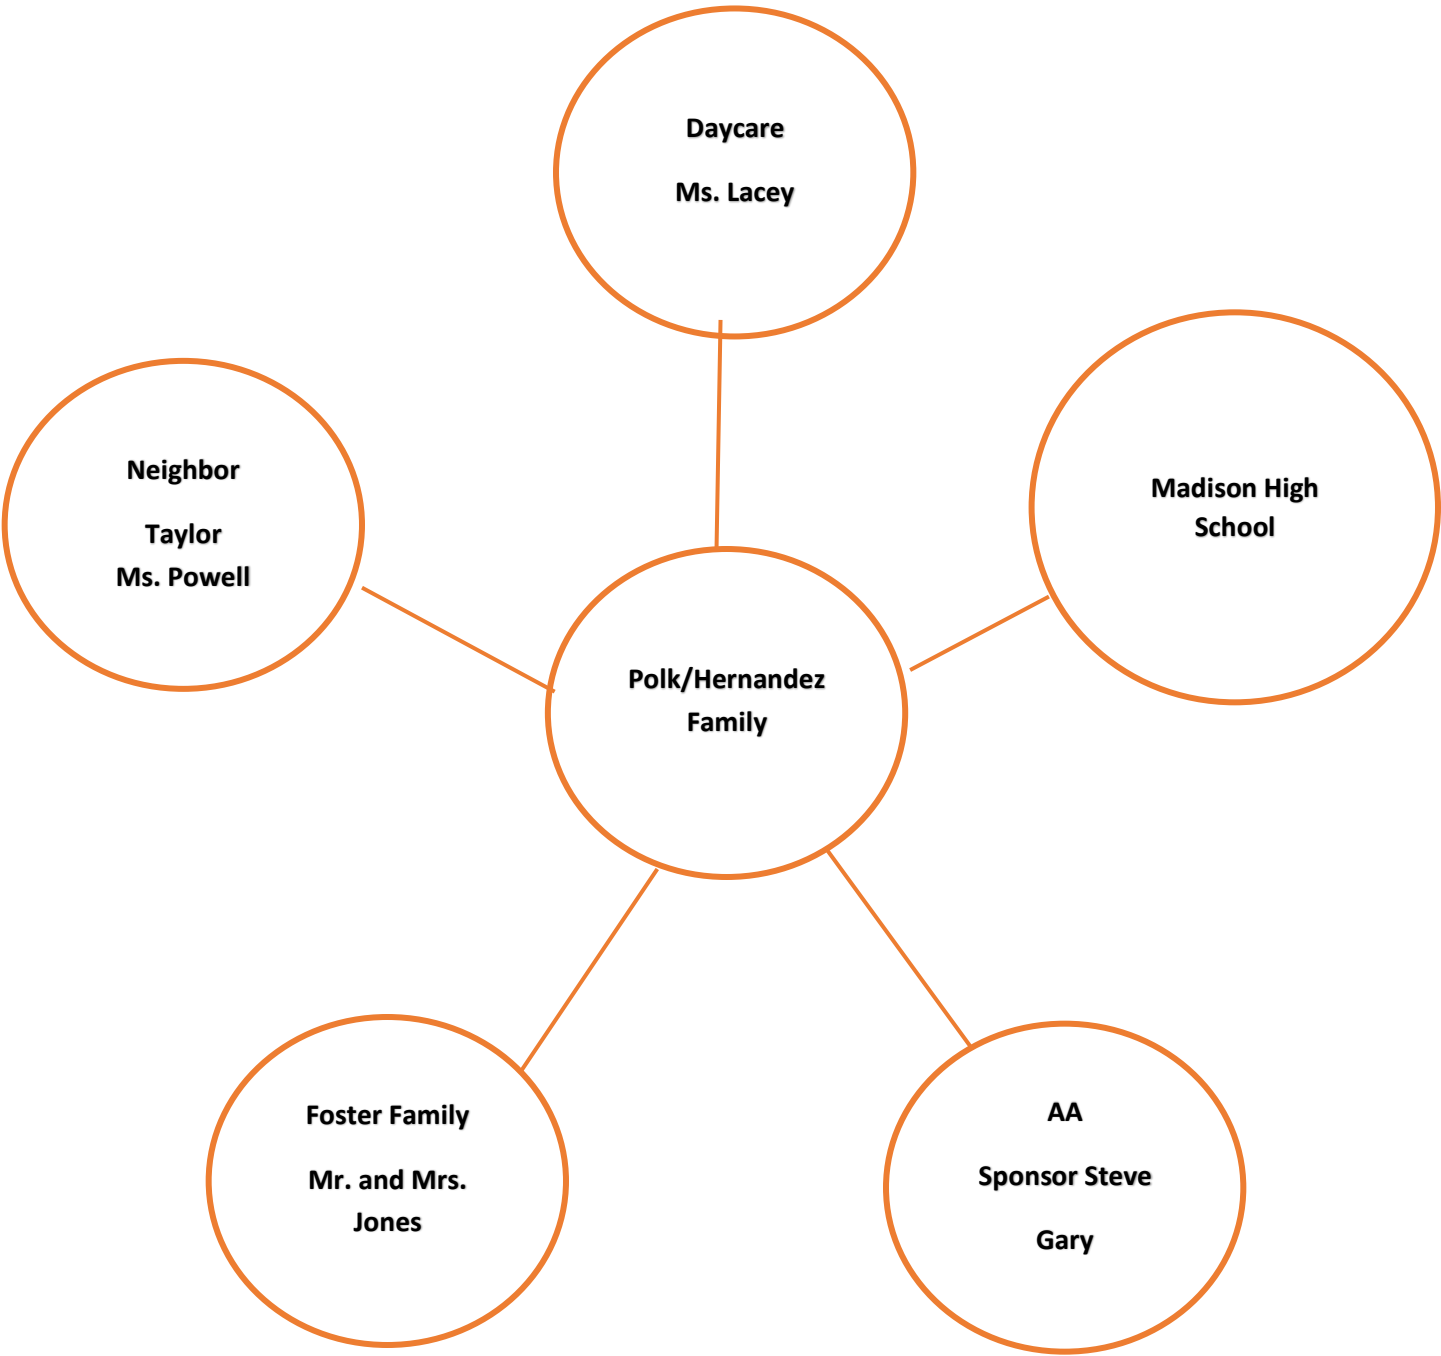 Daycare
Ms. Lacey
Neighbor
Taylor
Ms. Powell
Madison High
School
Polk/Hernandez
Family
Foster Family
Mr. and Mrs.
Jones
AA
Sponsor Steve
Gary